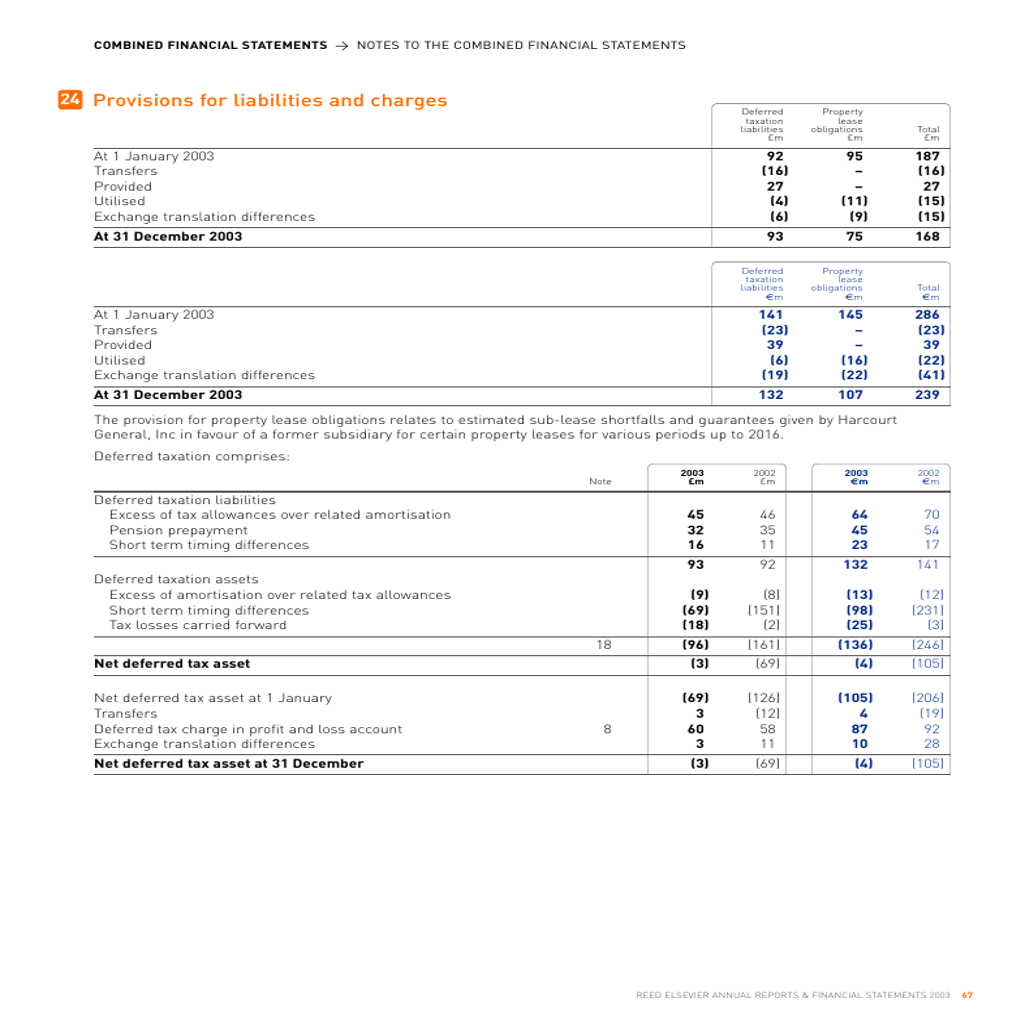 COMBINED FINANCIAL STATEMENTS → NOTES TO THE COMBINED FINANCIAL STATEMENTS
24 Provisions for liabilities and charges
Deferred Property
taxation lease
liabilities obligations Total
£m £m £m
At 1 January 2003 92 95 187
Transfers (16) – (16)
Provided 27 – 27
Utilised (4) (11) (15)
Exchange translation differences (6) (9) (15)
At 31 December 2003 93 75 168
Deferred Property
taxation lease
liabilities obligations Total
€m €m €m
At 1 January 2003 141 145 286
Transfers (23) – (23)
Provided 39 – 39
Utilised (6) (16) (22)
Exchange translation differences (19) (22) (41)
At 31 December 2003 132 107 239
The provision for property lease obligations relates to estimated sub-lease shortfalls and guarantees given by Harcourt
General, Inc in favour of a former subsidiary for certain property leases for various periods up to 2016.
Deferred taxation comprises:
2003 2002 2003 2002
Note £m £m €m €m
Deferred taxation liabilities
Excess of tax allowances over related amortisation 45 46 64 70
Pension prepayment 32 35 45 54
Short term timing differences 16 11 23 17
93 92 132 141
Deferred taxation assets
Excess of amortisation over related tax allowances (9) (8) (13) (12)
Short term timing differences (69) (151) (98) (231)
Tax losses carried forward (18) (2) (25) (3)
18 (96) (161) (136) (246)
Net deferred tax asset (3) (69) (4) (105)
Net deferred tax asset at 1 January (69) (126) (105) (206)
Transfers 3 (12) 4 (19)
Deferred tax charge in profit and loss account 8 60 58 87 92
Exchange translation differences 3 11 10 28
Net deferred tax asset at 31 December (3) (69) (4) (105)
REED ELSEVIER ANNUAL REPORTS & FINANCIAL STATEMENTS 2003 67